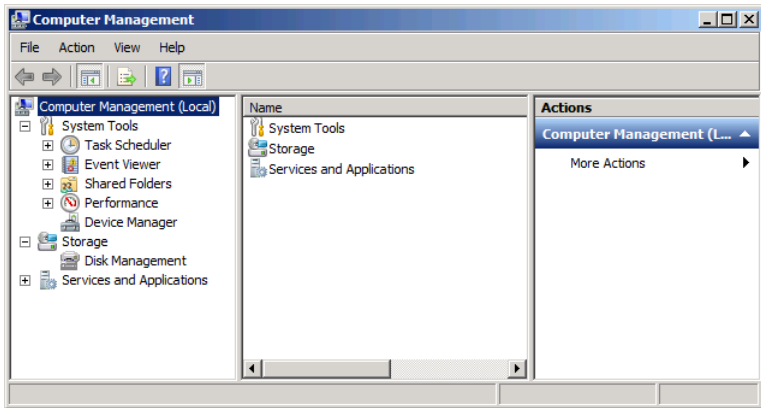 Computer Management
File Action View Help
Computer Management (Local)
System Tools
Task Scheduler
Event Viewer
Shared Folders
Performance
Device Manager
Storage
Disk Management
Services and Applications
Name
System Tools
Storage
Services and Applications
Actions
Computer Management (L...
More Actions